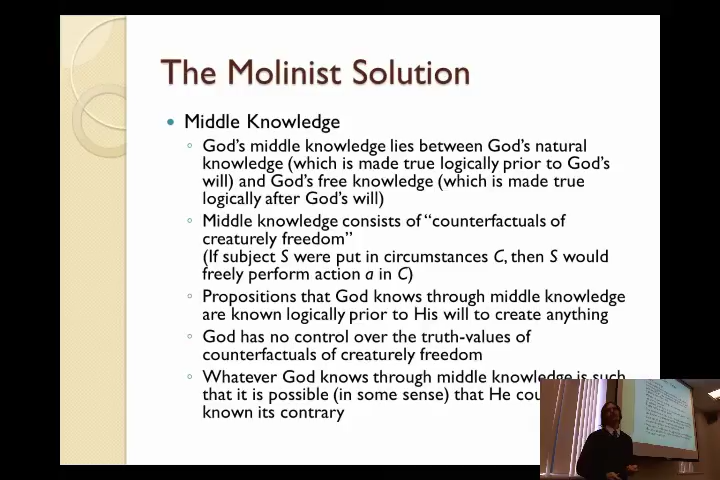 The Molinist Solution
Middle Knowledge
God's middle knowledge lies between God's natural
knowledge (which is made true logically prior to God's
will) and God's free knowledge (which is made true
logically after God's will)
Middle knowledge consists of "counterfactuals of
creaturely freedom"
(If subject S were put in circumstances C, then S would
freely perform action a in C)
Propositions that God knows through middle knowledge
are known logically prior to His will to create anything
God has no control over the truth-values of
counterfactuals of creaturely freedom
Whatever God knows through middle knowledge is such
that it is possible (in some sense) that He
known its contrary